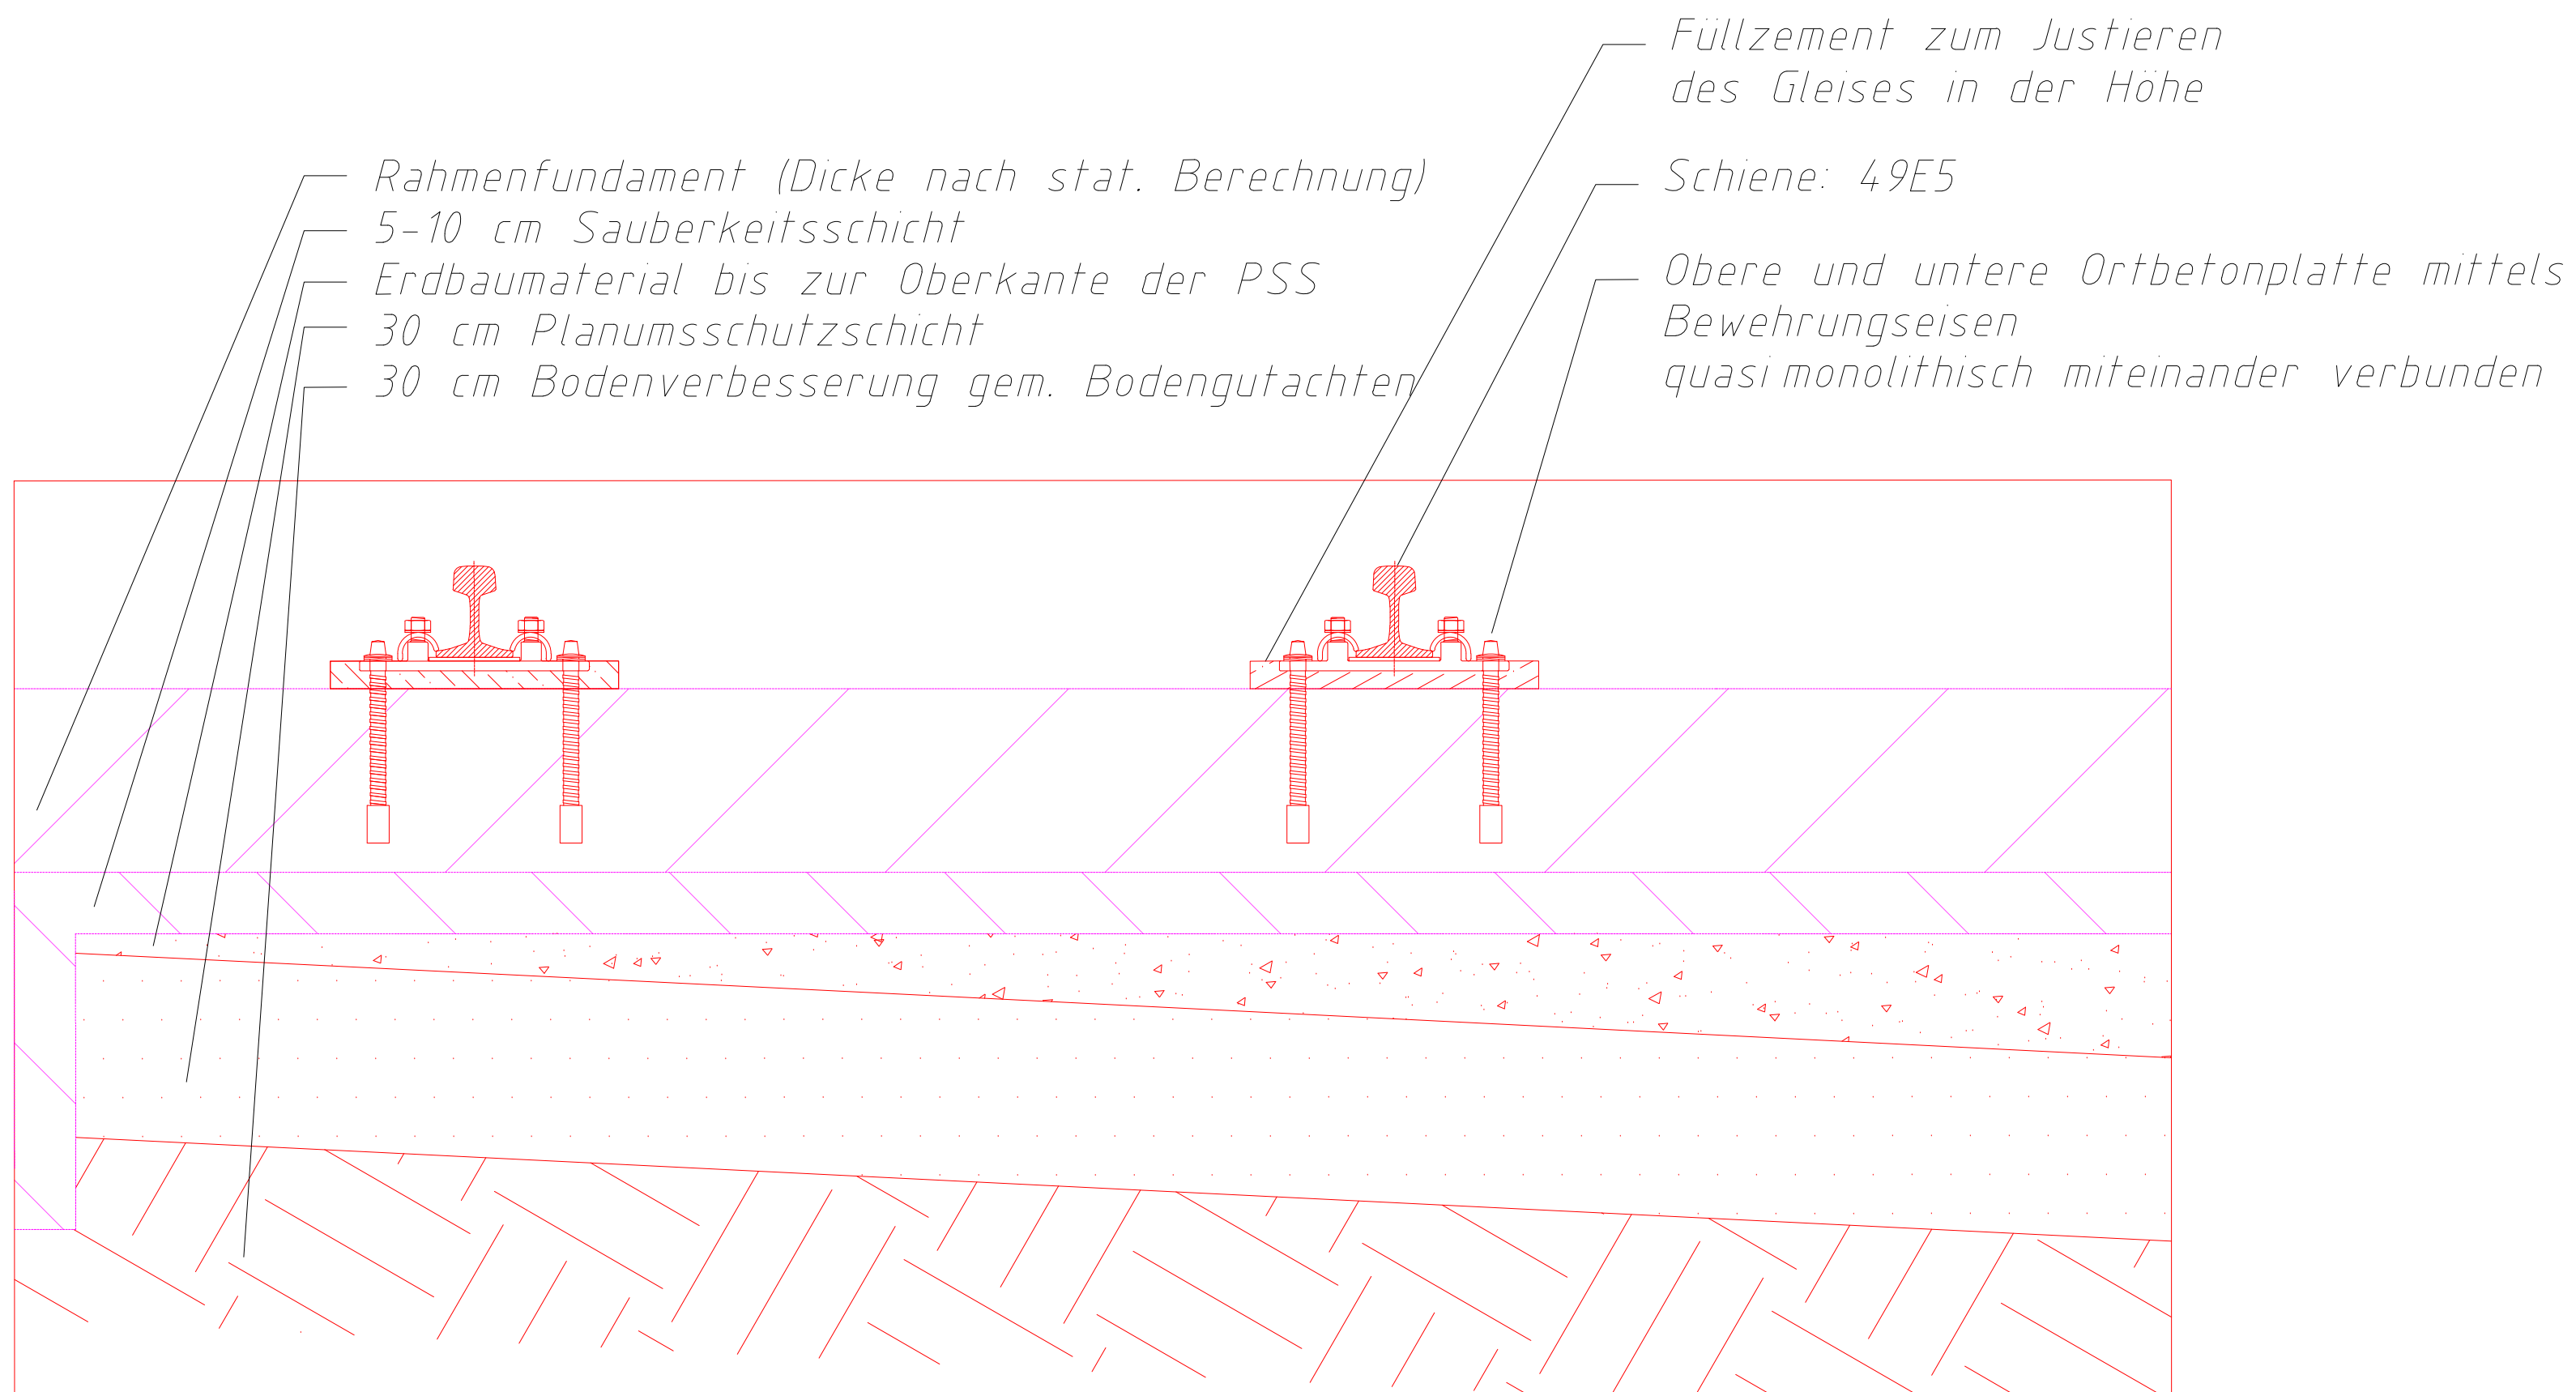 Füllzement zum Justieren
des Gleises in der Höhe
Rahmenfundament (Dicke nach stat. Berechnung)
5-10 cm Sauberkeitsschicht
Erdbaumaterial bis zur Oberkante der PSS
30 cm Planumsschutzschicht
30 cm Bodenverbesserung gem. Bodengutachten
Schiene: 49E5
Obere und untere Ortbetonplatte mittels
Bewehrungseisen
quasi monolithisch miteinander verbunden